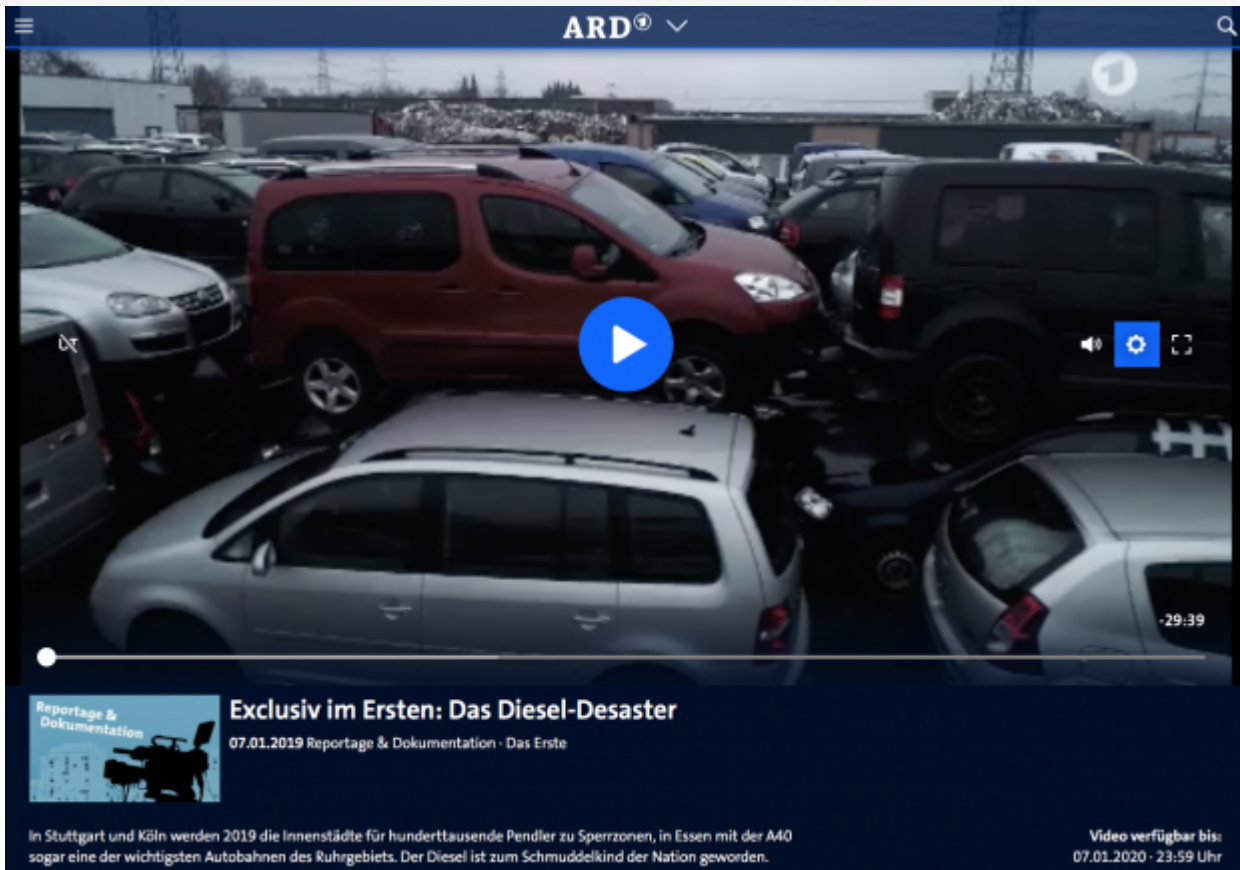 ARD
UT
-29:39
Reportage &
Dokumentation
Exclusiv im Ersten: Das Diesel-Desaster
07.01.2019 Reportage & Dokumentation · Das Erste
In Stuttgart und Köln werden 2019 die Innenstädte für hunderttausende Pendler zu Sperrzonen, in Essen mit der A40
sogar eine der wichtigsten Autobahnen des Ruhrgebiets. Der Diesel ist zum Schmuddelkind der Nation geworden.
Video verfügbar bis:
07.01.2020 · 23:59 Uhr